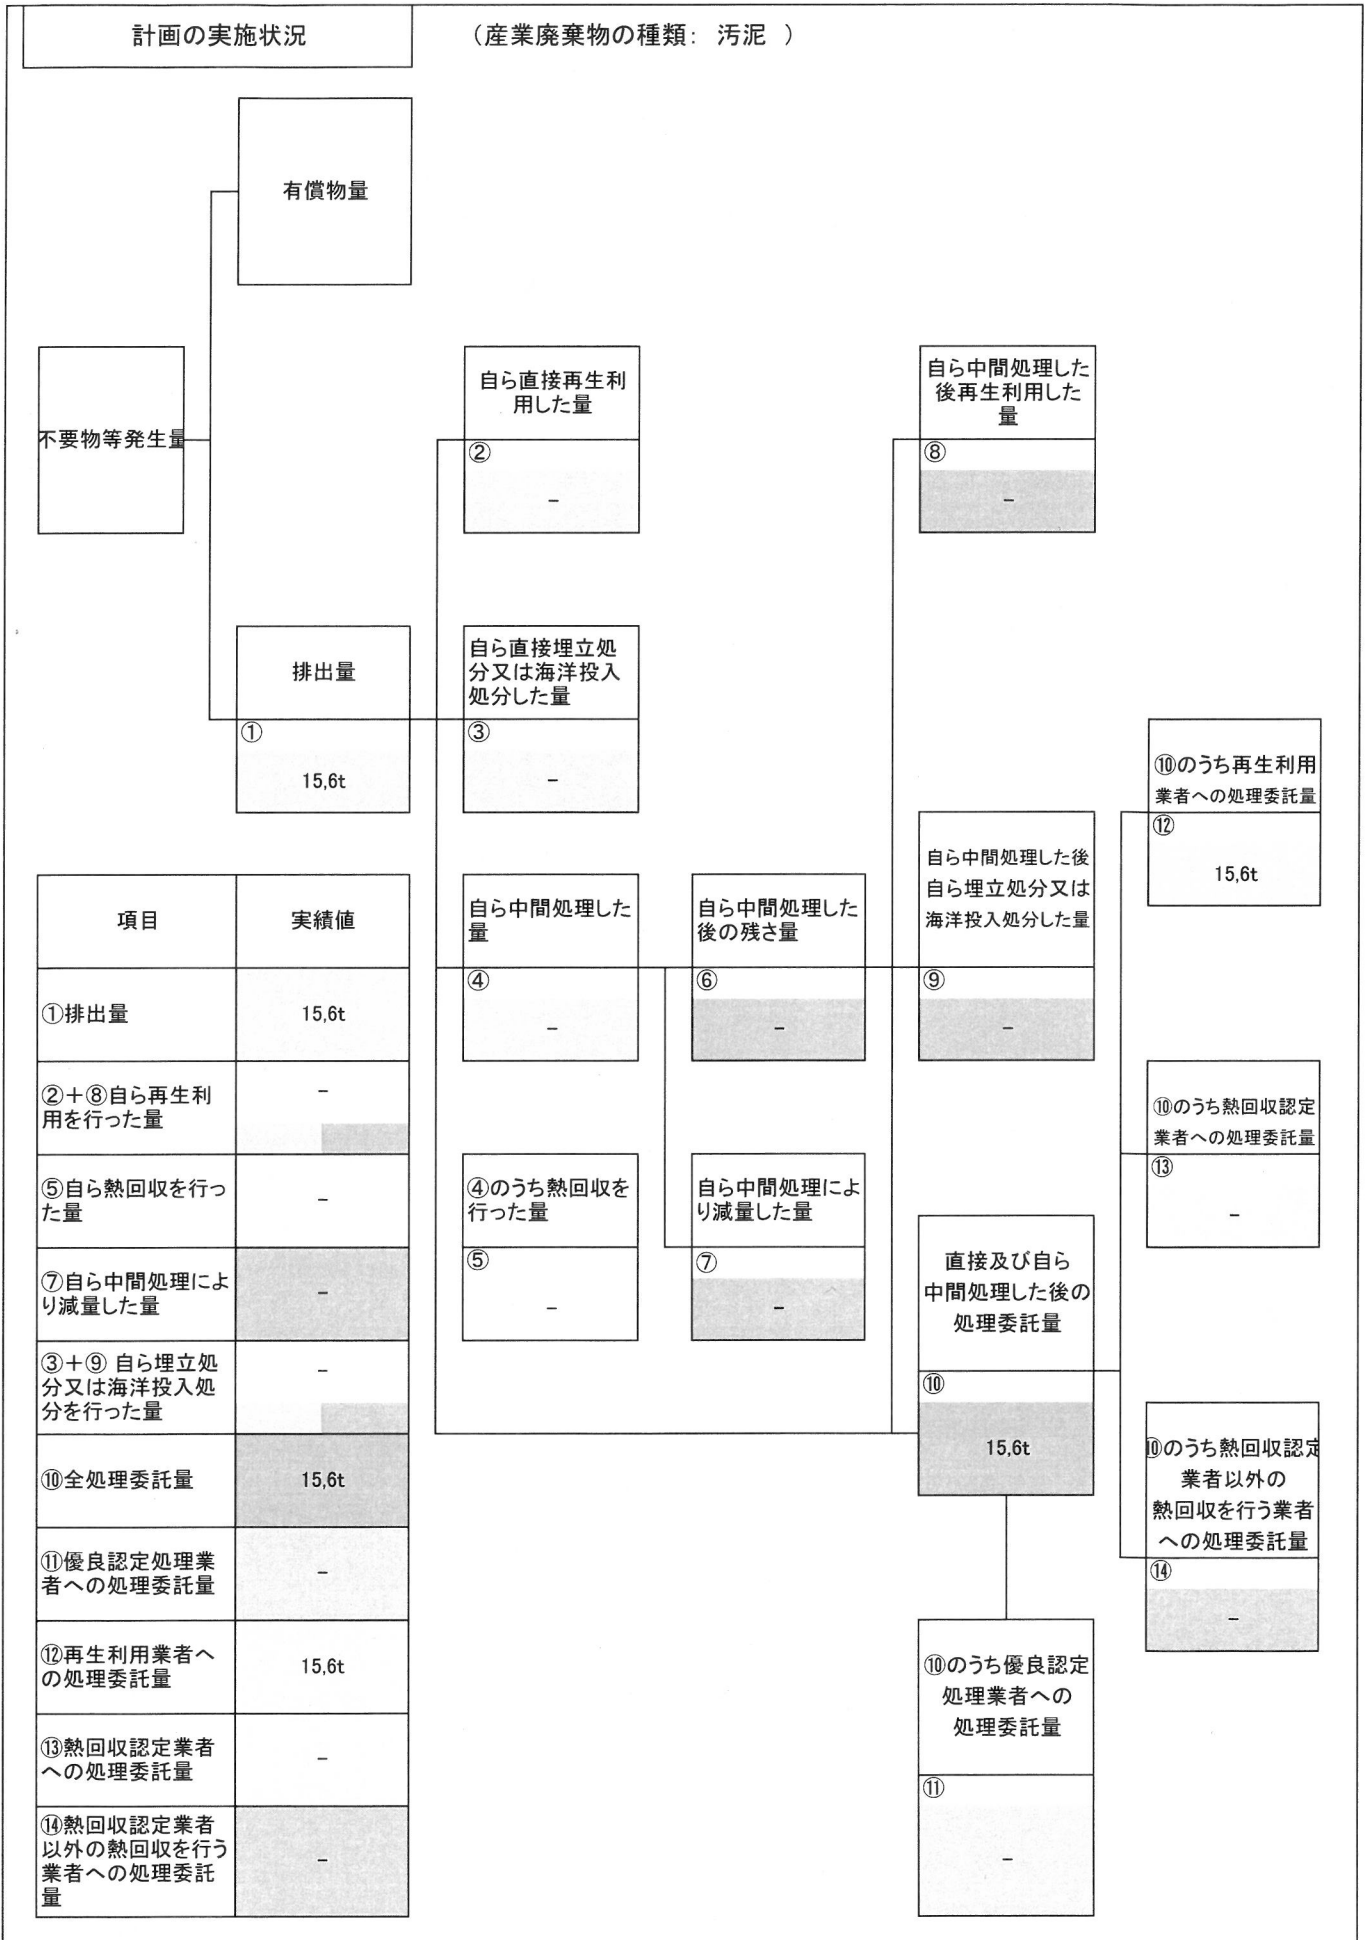 計画の実施状況
（産業廃棄物の種類： 汚泥 ）
有償物量
不要物等発生量
自ら直接再生利
用した量
②
－
自ら中間処理した
後再生利用した
量
⑧
－
排出量
①
15,6t
自ら直接埋立処
分又は海洋投入
処分した量
③
－
⑩のうち再生利用
業者への処理委託量
⑫
15,6t
自ら中間処理した
量
④
－
自ら中間処理した
後の残さ量
⑥
－
自ら中間処理した後
自ら埋立処分又は
海洋投入処分した量
⑨
－
⑩のうち熱回収認定
業者への処理委託量
⑬
－
④のうち熱回収を
行った量
⑤
－
自ら中間処理によ
り減量した量
⑦
－
直接及び自ら
中間処理した後の
処理委託量
⑩
15,6t
⑩のうち熱回収認定
業者以外の
熱回収を行う業者
への処理委託量
⑭
－
⑩のうち優良認定
処理業者への
処理委託量
⑪
－
項目 実績値
①排出量 15,6t
②＋⑧自ら再生利
用を行った量
－
⑤自ら熱回収を行っ
た量
－
⑦自ら中間処理によ
り減量した量
－
③＋⑨ 自ら埋立処
分又は海洋投入処
分を行った量
－
⑩全処理委託量 15,6t
⑪優良認定処理業
者への処理委託量
－
⑫再生利用業者へ
の処理委託量
15,6t
⑬熱回収認定業者
への処理委託量
－
⑭熱回収認定業者
以外の熱回収を行う
業者への処理委託
量
－